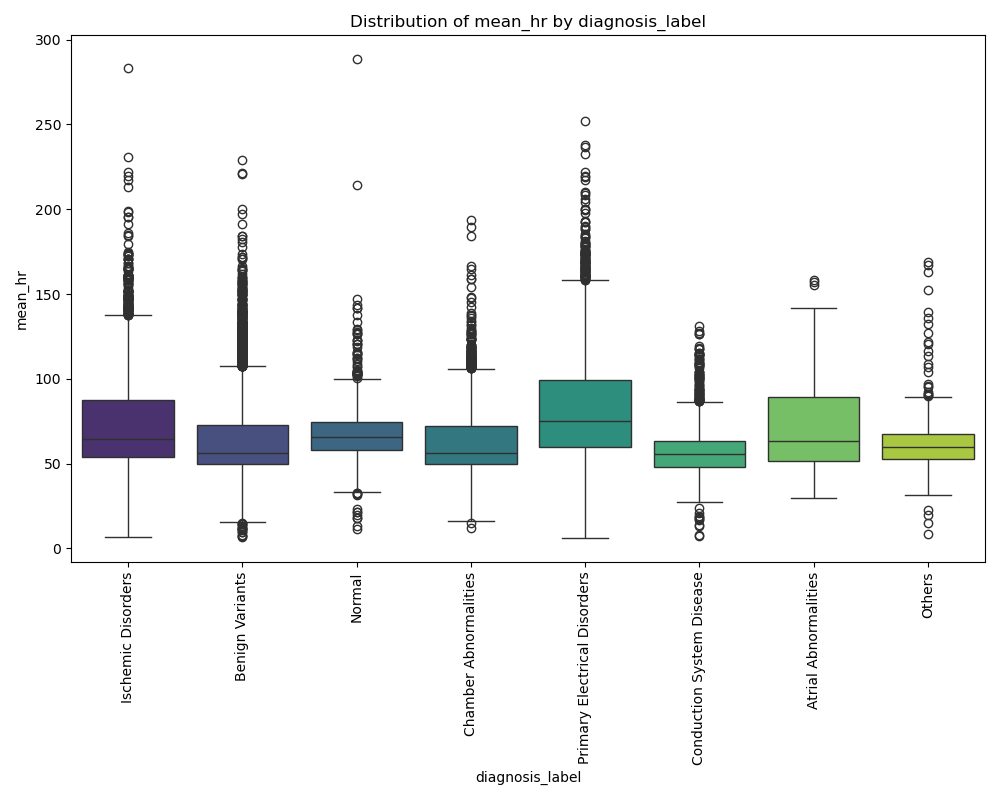 Distribution of mean_hr by diagnosis_label
300
250
200
150
100
50
0
mean_hr
Ischemic Disorders
Benign Variants
Normal
Chamber Abnormalities
Primary Electrical Disorders
Conduction System Disease
Atrial Abnormalities
Others
diagnosis_label